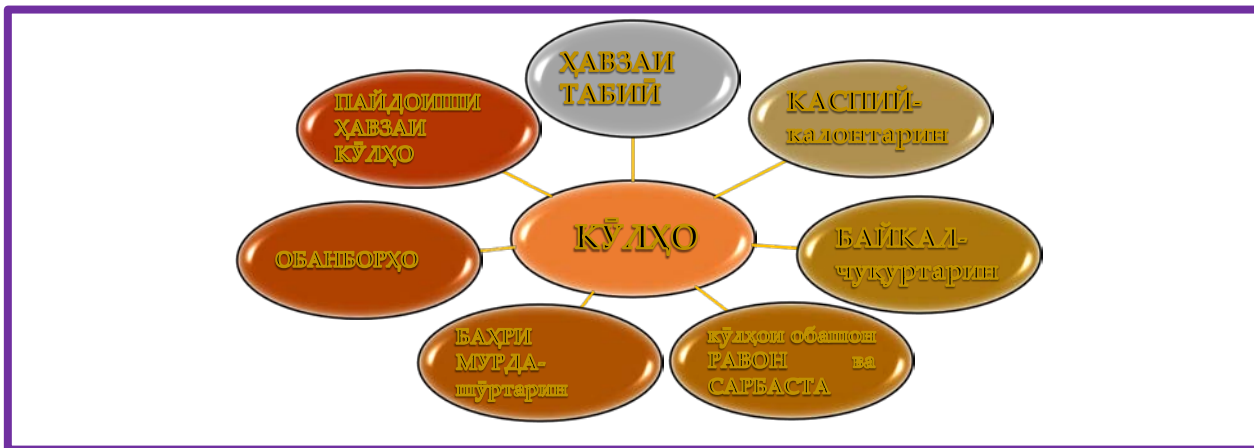 ҲАВЗАИ
ТАБИӢ
ПАЙДОИШИ
ҲАВЗАИ
КӮЛҲО
КАСПИЙ-
калонтарин
КӮЛҲО
ОБАНБОРҲО
БАЙКАЛ-
чуқуртарин
БАҲРИ
МУРДА-
шӯртарин
кӯлҳои обашон
РАВОН ва
САРБАСТА